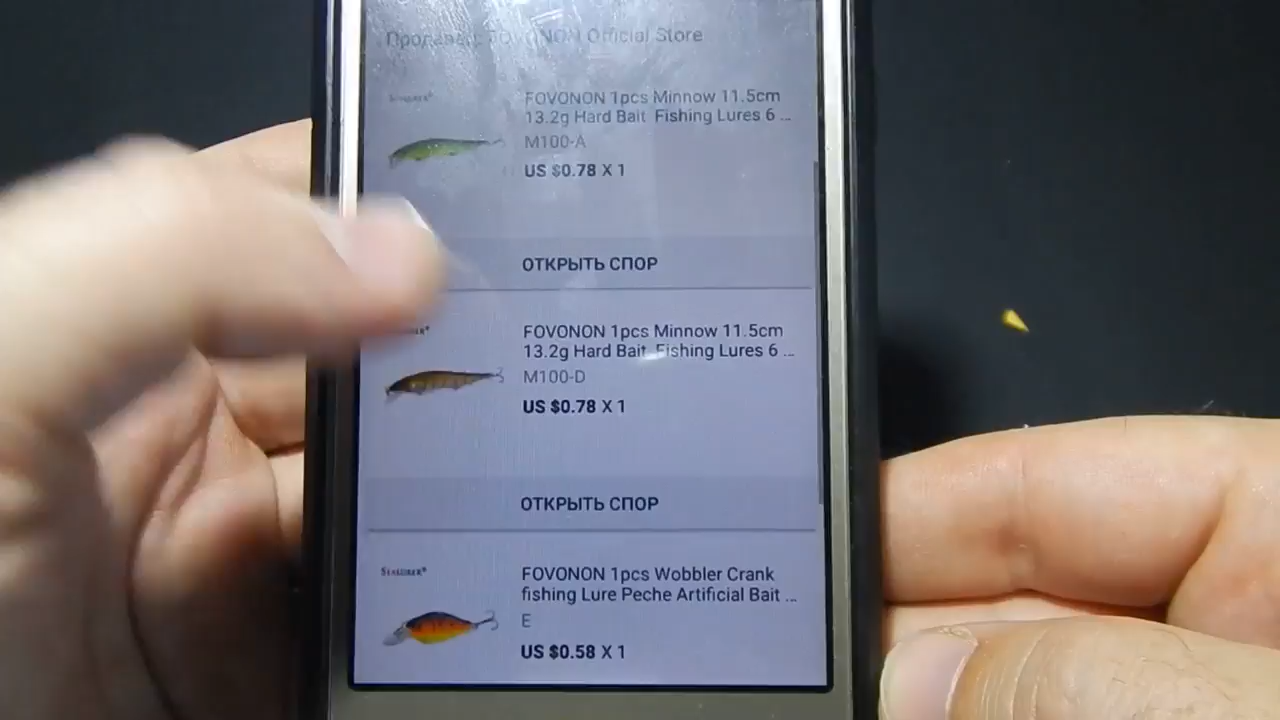 Продавец: FOVONON Official Store
FOVONON 1pcs Minnow 11.5cm
13.2g Hard Bait Fishing Lures 6 ...
M100-A
US $0.78 X 1
ОТКРЫТЬ СПОР
FOVONON 1pcs Minnow 11.5cm
13.2g Hard Bait Fishing Lures 6 ...
M100-D
US $0.78 X 1
ОТКРЫТЬ СПОР
FOVONON 1pcs Wobbler Crank
fishing Lure Peche Artificial Bait ...
E
US $0.58 X 1